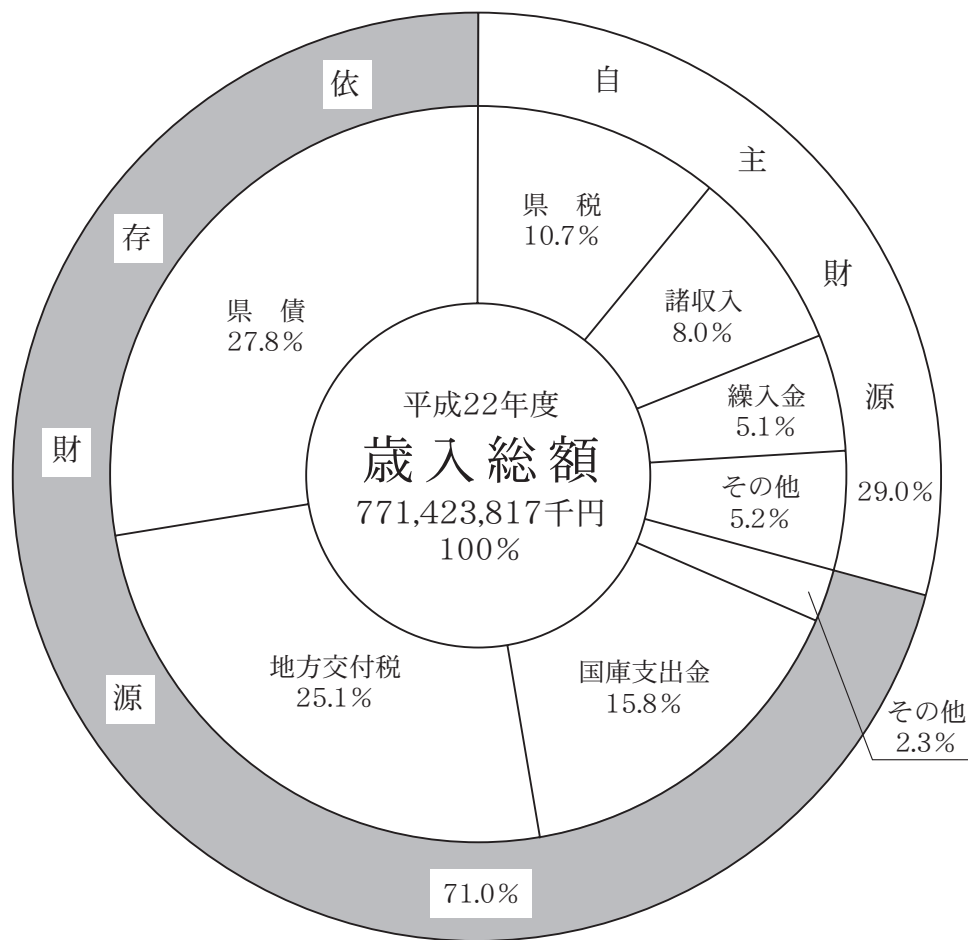 平成22年度
歳入総額
771,423,817千円
100%
自主財源
29.0%
県　税
10.7%
諸収入
8.0%
繰入金
5.1%
その他
5.2%
依存財源
71.0%
その他
2.3%
国庫支出金
15.8%
地方交付税
25.1%
県　債
27.8%